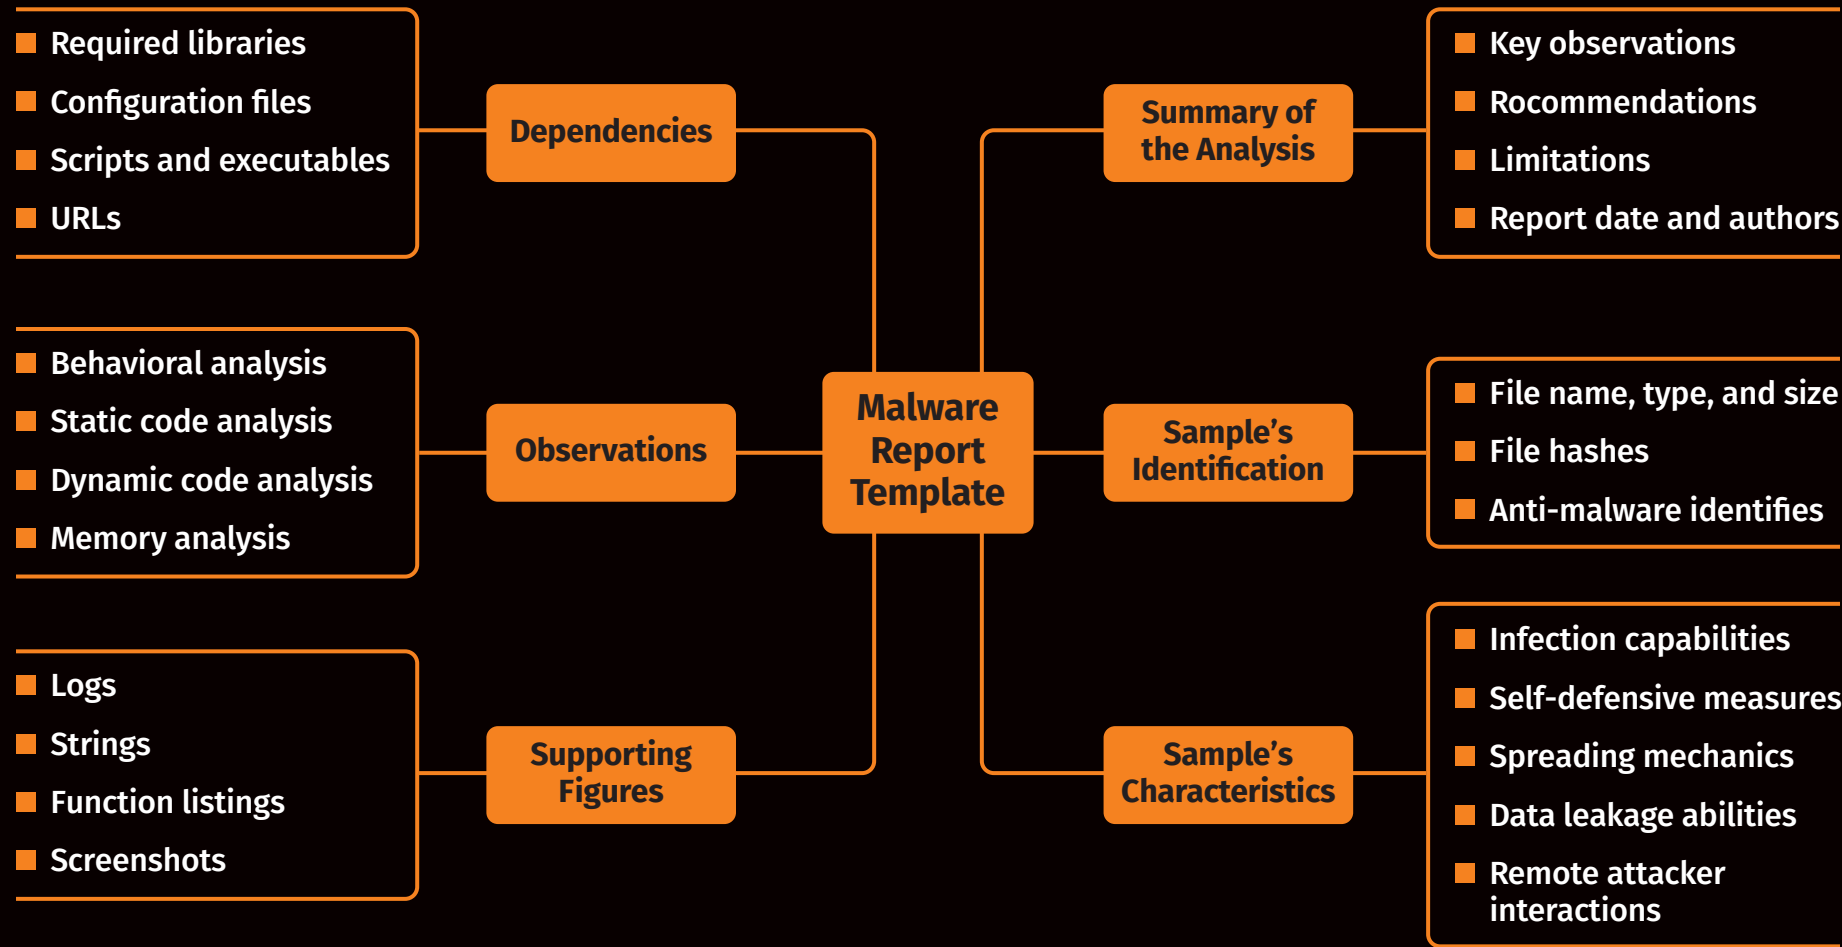 Required libraries
Configuration files
Scripts and executables
URLs
Dependencies
Behavioral analysis
Static code analysis
Dynamic code analysis
Memory analysis
Observations
Logs
Strings
Function listings
Screenshots
Supporting
Figures
Malware
Report
Template
Summary of
the Analysis
Key observations
Rocommendations
Limitations
Report date and authors
Sample’s
Identification
File name, type, and size
File hashes
Anti-malware identifies
Sample’s
Characteristics
Infection capabilities
Self-defensive measures
Spreading mechanics
Data leakage abilities
Remote attacker
interactions